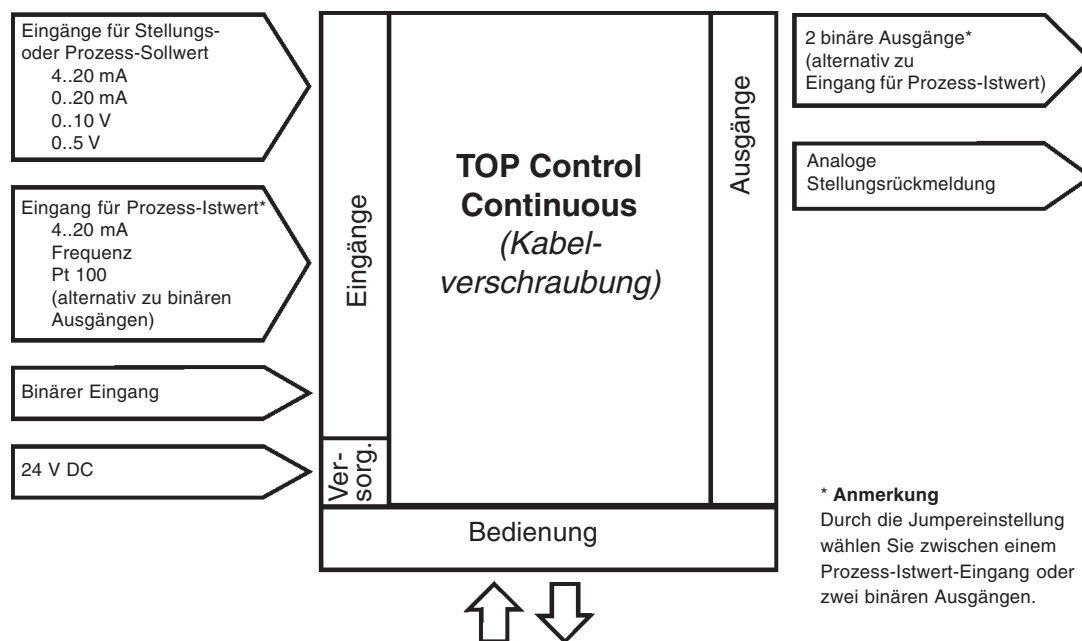 Eingänge für Stellungs-
oder Prozess-Sollwert
4..20 mA
0..20 mA
0..10 V
0..5 V
Eingang für Prozess-Istwert*
4..20 mA
Frequenz
Pt 100
(alternativ zu binären
Ausgängen)
Binärer Eingang
24 V DC
Eingänge
Ver-
sorg.
TOP Control
Continuous
(Kabel-
verschraubung)
Ausgänge
Bedienung
2 binäre Ausgänge*
(alternativ zu
Eingang für Prozess-Istwert)
Analoge
Stellungsrückmeldung
* Anmerkung
Durch die Jumpereinstellung
wählen Sie zwischen einem
Prozess-Istwert-Eingang oder
zwei binären Ausgängen.